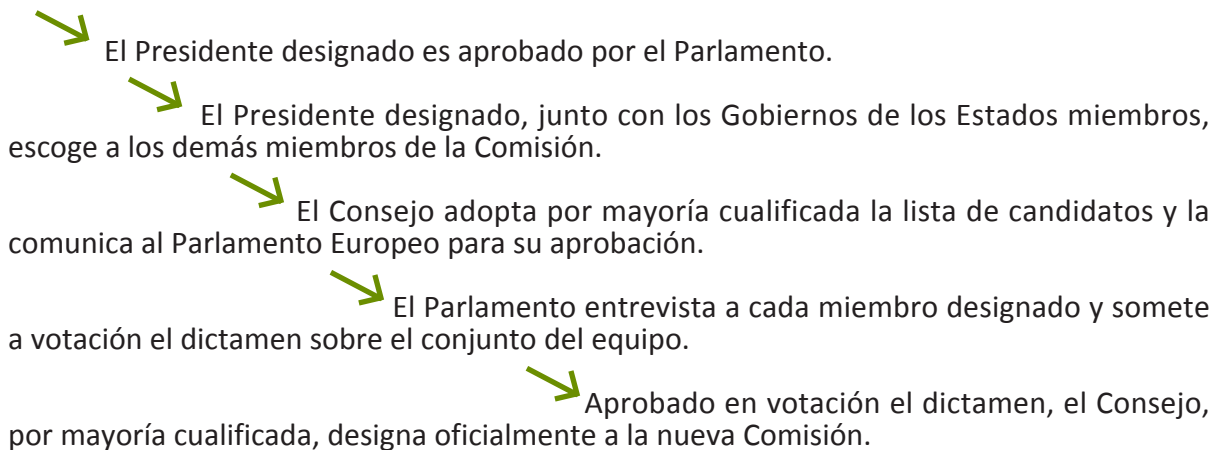 El Presidente designado es aprobado por el Parlamento.
El Presidente designado, junto con los Gobiernos de los Estados miembros,
escoge a los demás miembros de la Comisión.
El Consejo adopta por mayoría cualificada la lista de candidatos y la
comunica al Parlamento Europeo para su aprobación.
El Parlamento entrevista a cada miembro designado y somete
a votación el dictamen sobre el conjunto del equipo.
Aprobado en votación el dictamen, el Consejo,
por mayoría cualificada, designa oficialmente a la nueva Comisión.